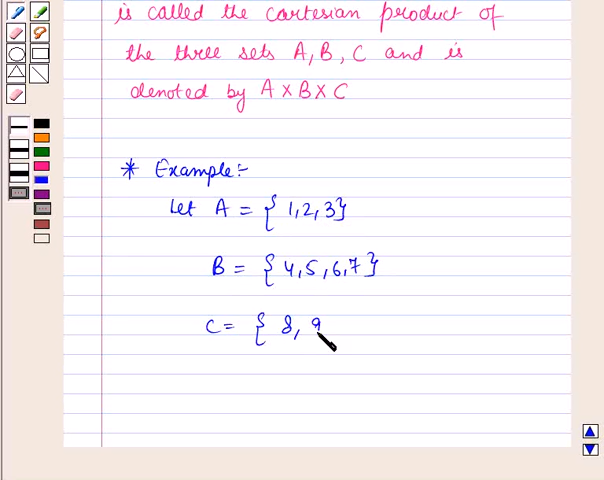 is called the cartesian product of
the three sets A, B, C and is
denoted by A X B X C
* Example:-
Let A = { 1, 2, 3}
B = { 4, 5, 6, 7 }
C = { 8, 9